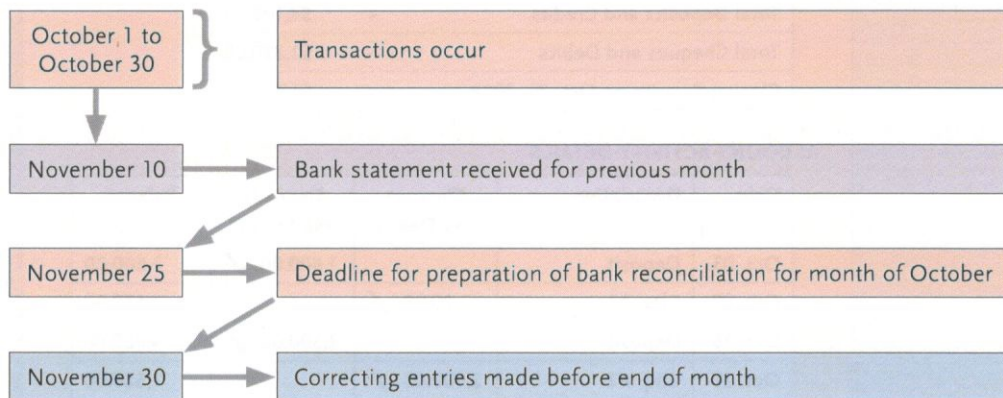 October 1 to
October 30
Transactions occur
November 10
Bank statement received for previous month
November 25
Deadline for preparation of bank reconciliation for month of October
November 30
Correcting entries made before end of month